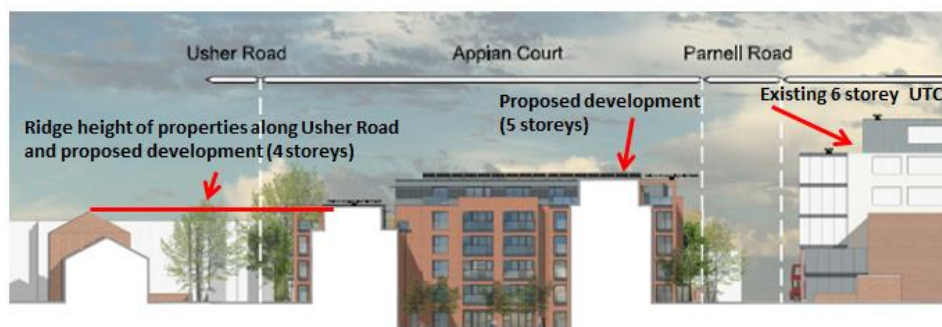 Usher Road
Appian Court
Parnell Road
Ridge height of properties along Usher Road
and proposed development (4 storeys)
Proposed development
(5 storeys)
Existing 6 storey UTC